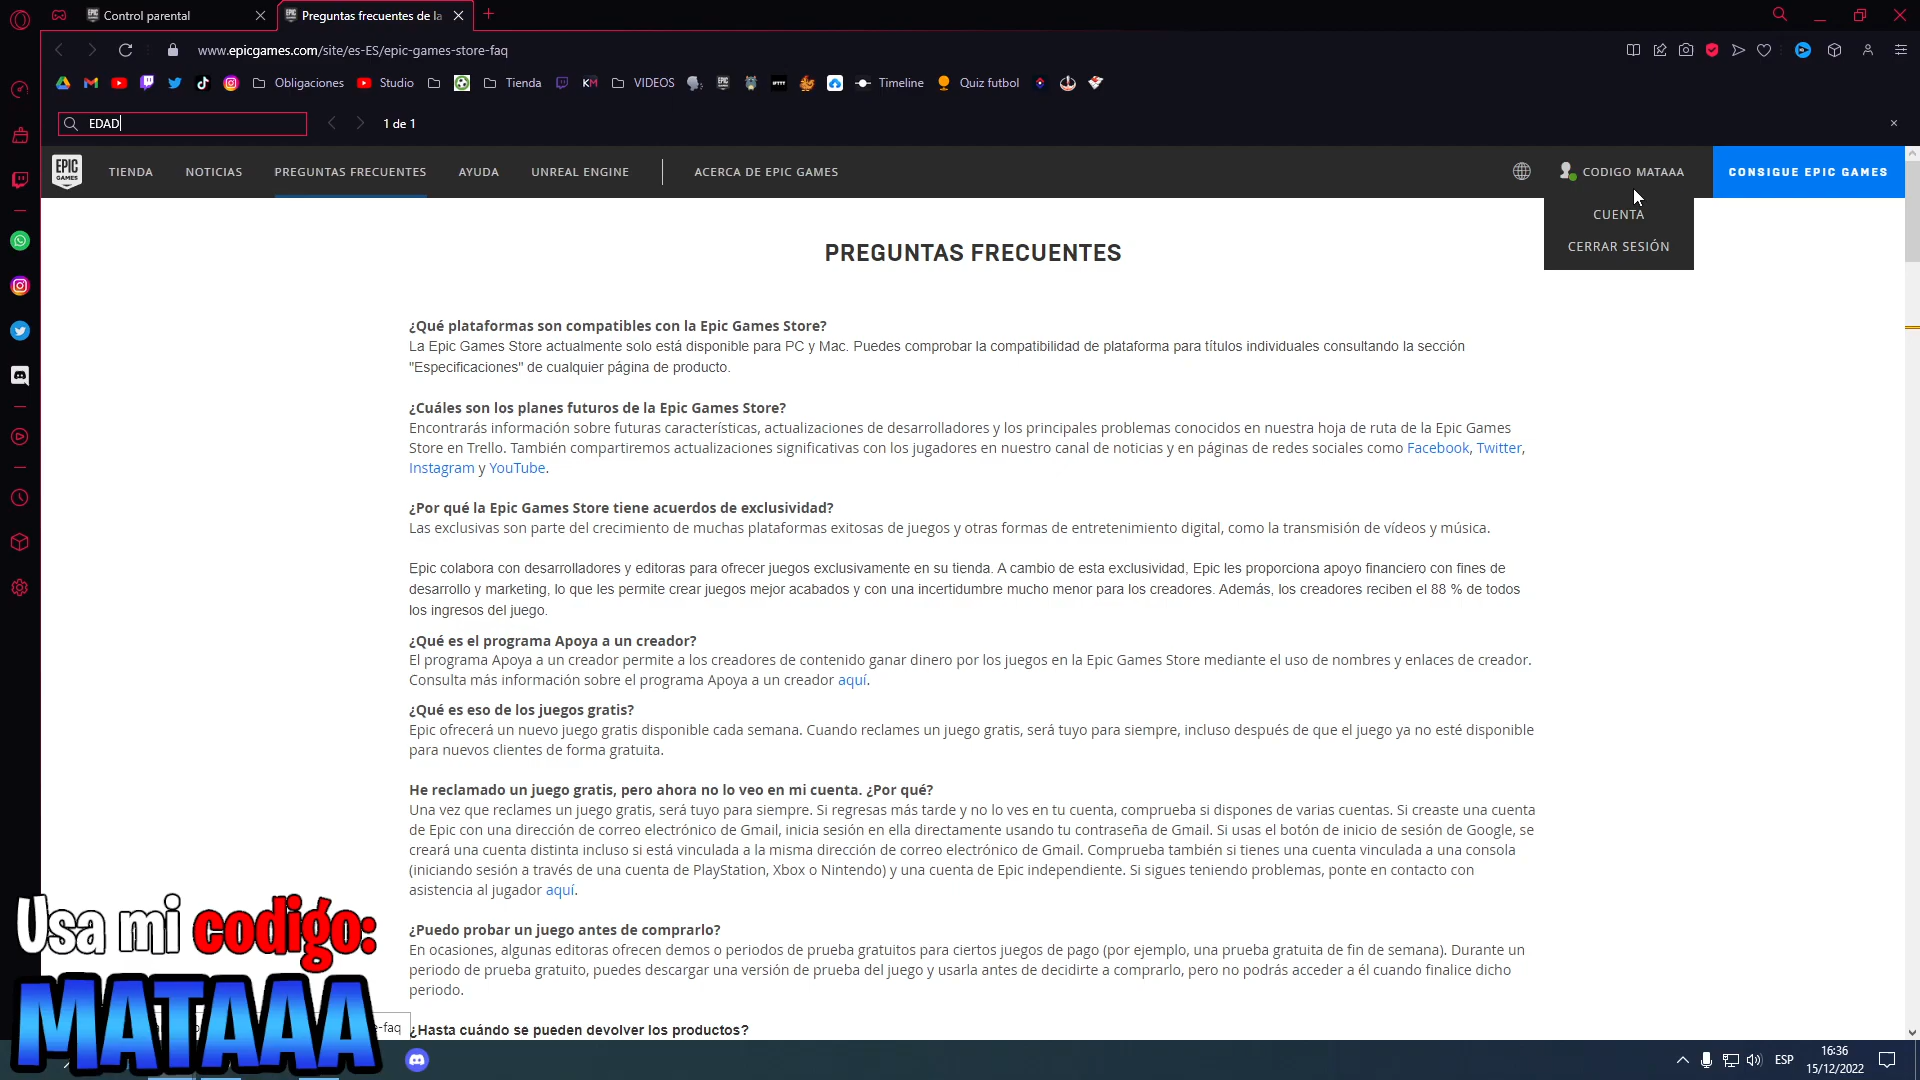 Control parental
Preguntas frecuentes de la
www.epicgames.com/site/es-ES/epic-games-store-faq
Obligaciones
Studio
Tienda
KM
VIDEOS
Timeline
Quiz futbol
EDAD
1 de 1
EPIC
GAMES
TIENDA
NOTICIAS
PREGUNTAS FRECUENTES
AYUDA
UNREAL ENGINE
ACERCA DE EPIC GAMES
CODIGO MATAAA
CONSIGUE EPIC GAMES
CUENTA
CERRAR SESIÓN
PREGUNTAS FRECUENTES
¿Qué plataformas son compatibles con la Epic Games Store?
La Epic Games Store actualmente solo está disponible para PC y Mac. Puedes comprobar la compatibilidad de plataforma para títulos individuales consultando la sección
"Especificaciones" de cualquier página de producto.
¿Cuáles son los planes futuros de la Epic Games Store?
Encontrarás información sobre futuras características, actualizaciones de desarrolladores y los principales problemas conocidos en nuestra hoja de ruta de la Epic Games
Store en Trello. También compartiremos actualizaciones significativas con los jugadores en nuestro canal de noticias y en páginas de redes sociales como Facebook, Twitter,
Instagram y YouTube.
¿Por qué la Epic Games Store tiene acuerdos de exclusividad?
Las exclusivas son parte del crecimiento de muchas plataformas exitosas de juegos y otras formas de entretenimiento digital, como la transmisión de vídeos y música.
Epic colabora con desarrolladores y editoras para ofrecer juegos exclusivamente en su tienda. A cambio de esta exclusividad, Epic les proporciona apoyo financiero con fines de
desarrollo y marketing, lo que les permite crear juegos mejor acabados y con una incertidumbre mucho menor para los creadores. Además, los creadores reciben el 88 % de todos
los ingresos del juego.
¿Qué es el programa Apoya a un creador?
El programa Apoya a un creador permite a los creadores de contenido ganar dinero por los juegos en la Epic Games Store mediante el uso de nombres y enlaces de creador.
Consulta más información sobre el programa Apoya a un creador aquí.
¿Qué es eso de los juegos gratis?
Epic ofrecerá un nuevo juego gratis disponible cada semana. Cuando reclames un juego gratis, será tuyo para siempre, incluso después de que el juego ya no esté disponible
para nuevos clientes de forma gratuita.
He reclamado un juego gratis, pero ahora no lo veo en mi cuenta. ¿Por qué?
Una vez que reclames un juego gratis, será tuyo para siempre. Si regresas más tarde y no lo ves en tu cuenta, comprueba si dispones de varias cuentas. Si creaste una cuenta
de Epic con una dirección de correo electrónico de Gmail, inicia sesión en ella directamente usando tu contraseña de Gmail. Si usas el botón de inicio de sesión de Google, se
creará una cuenta distinta incluso si está vinculada a la misma dirección de correo electrónico de Gmail. Comprueba también si tienes una cuenta vinculada a una consola
(iniciando sesión a través de una cuenta de PlayStation, Xbox o Nintendo) y una cuenta de Epic independiente. Si sigues teniendo problemas, ponte en contacto con
asistencia al jugador aquí.
¿Puedo probar un juego antes de comprarlo?
En ocasiones, algunas editoras ofrecen demos o periodos de prueba gratuitos para ciertos juegos de pago (por ejemplo, una prueba gratuita de fin de semana). Durante un
periodo de prueba gratuito, puedes descargar una versión de prueba del juego y usarla antes de decidirte a comprarlo, pero no podrás acceder a él cuando finalice dicho
periodo.
¿Hasta cuándo se pueden devolver los productos?
e-faq
Usa mi codigo:
MATAAA
ESP
16:36
15/12/2022